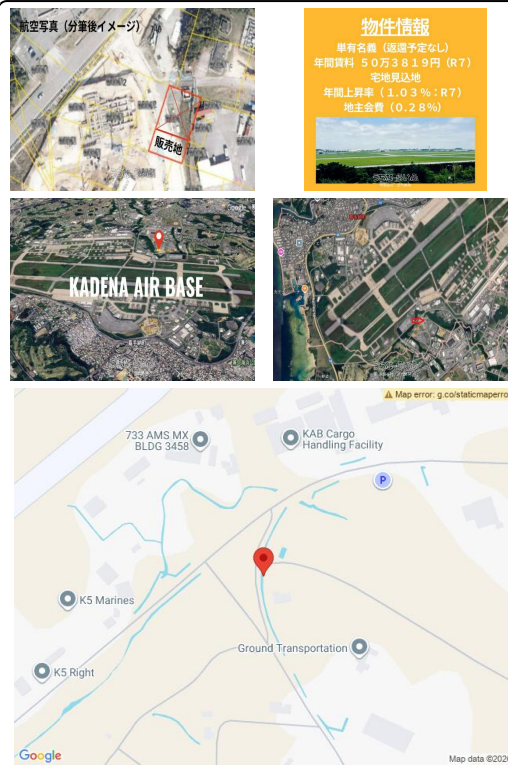 航空写真（分筆後イメージ）
販売地
物件情報
単有名義（返還予定なし）
年間賃料 ５０万３８１９円（R７）
宅地見込地
年間上昇率（１.０３％：R７）
地主会費（０.２８％）
KADENA AIR BASE
Map error: g.co/staticmaperro
733 AMS MX
BLDG 3458
KAB Cargo
Handling Facility
P
K5 Marines
Ground Transportation
K5 Right
Google
Map data ©2026